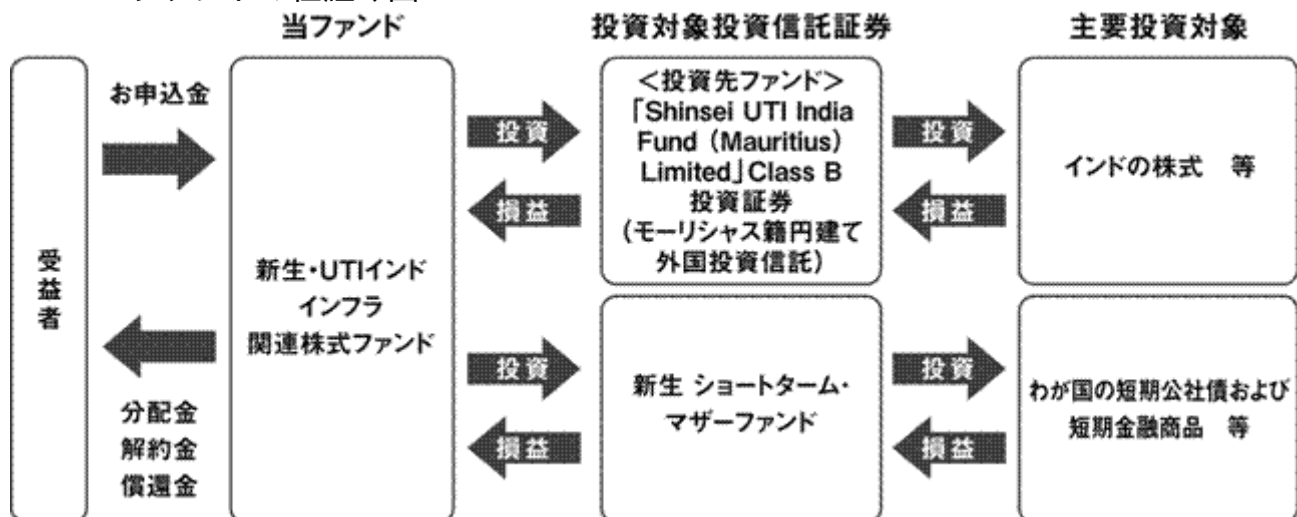 当ファンド
投資対象投資信託証券
主要投資対象
お申込金
受益者
分配金
解約金
償還金
新生・UTIインド
インフラ
関連株式ファンド
投資
損益
<投資先ファンド>
「Shinsei UTI India
Fund (Mauritius)
Limited」Class B
投資証券
(モーリシャス籍円建て
外国投資信託)
投資
損益
インドの株式 等
投資
損益
新生 ショートターム・
マザーファンド
投資
損益
わが国の短期公社債および
短期金融商品 等